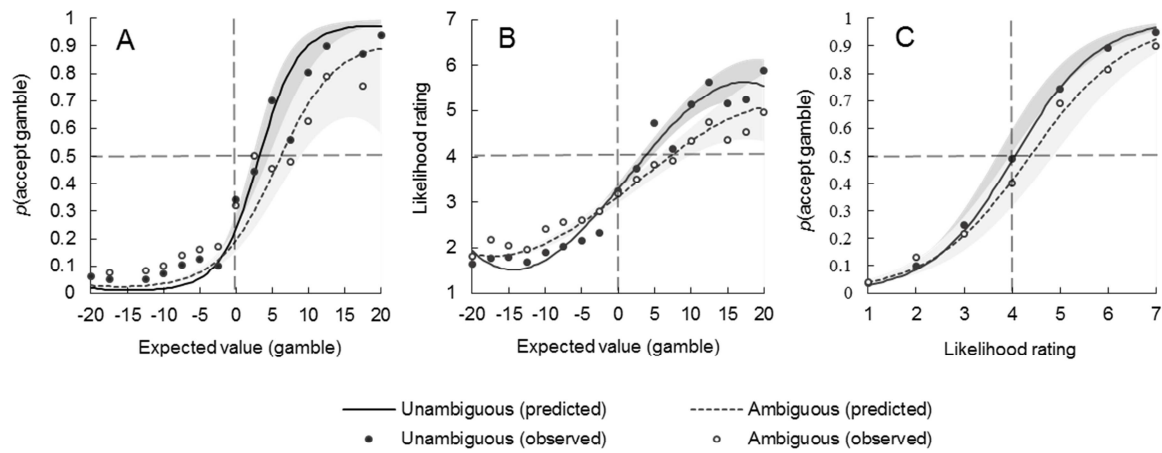 A
p(accept gamble)
1
0.9
0.8
0.7
0.6
0.5
0.4
0.3
0.2
0.1
0
-20 -15 -10 -5 0 5 10 15 20
Expected value (gamble)
B
Likelihood rating
7
6
5
4
3
2
1
-20 -15 -10 -5 0 5 10 15 20
Expected value (gamble)
C
p(accept gamble)
1
0.9
0.8
0.7
0.6
0.5
0.4
0.3
0.2
0.1
0
1 2 3 4 5 6 7
Likelihood rating
Unambiguous (predicted) Ambiguous (predicted)
Unambiguous (observed) Ambiguous (observed)